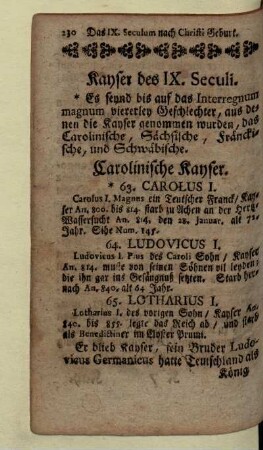 230 Das IX. Seculum nach Christi Geburt.
Kayser des IX. Seculi.
* Es seynd bis auf das Interregnum
magnum viererley Geschlechter, aus de-
nen die Kayser genommen wurden, das
Carolinische, Sächsische, Fräncki-
sche, und Schwäbische.
Carolinische Kayser.
* 63. CAROLUS I.
Carolus I. Magnus ein Teutscher Franck/ Kay-
ser An. 800. bis 814. starb zu Achen an der Hertz-
Wassersucht An. 814. den 28. Januar. alt 72.
Jahr. Sihe Num. 145.
64. LUDOVICUS I.
Ludovicus I. Pius des Caroli Sohn / Kayser
An. 814. muste von seinen Söhnen vil leyden
die ihn gar ins Gefängnuß setzten. Starb her-
nach An. 840. alt 64 Jahr.
65. LOTHARIUS I.
Lotharius I. des vorigen Sohn / Kayser An.
840. bis 855. legte das Reich ab / und starb
als Benedictiner im Closter Prumi.
Er blieb Kayser, sein Bruder Ludo-
vicus Germanicus hatte Teutschland als
König